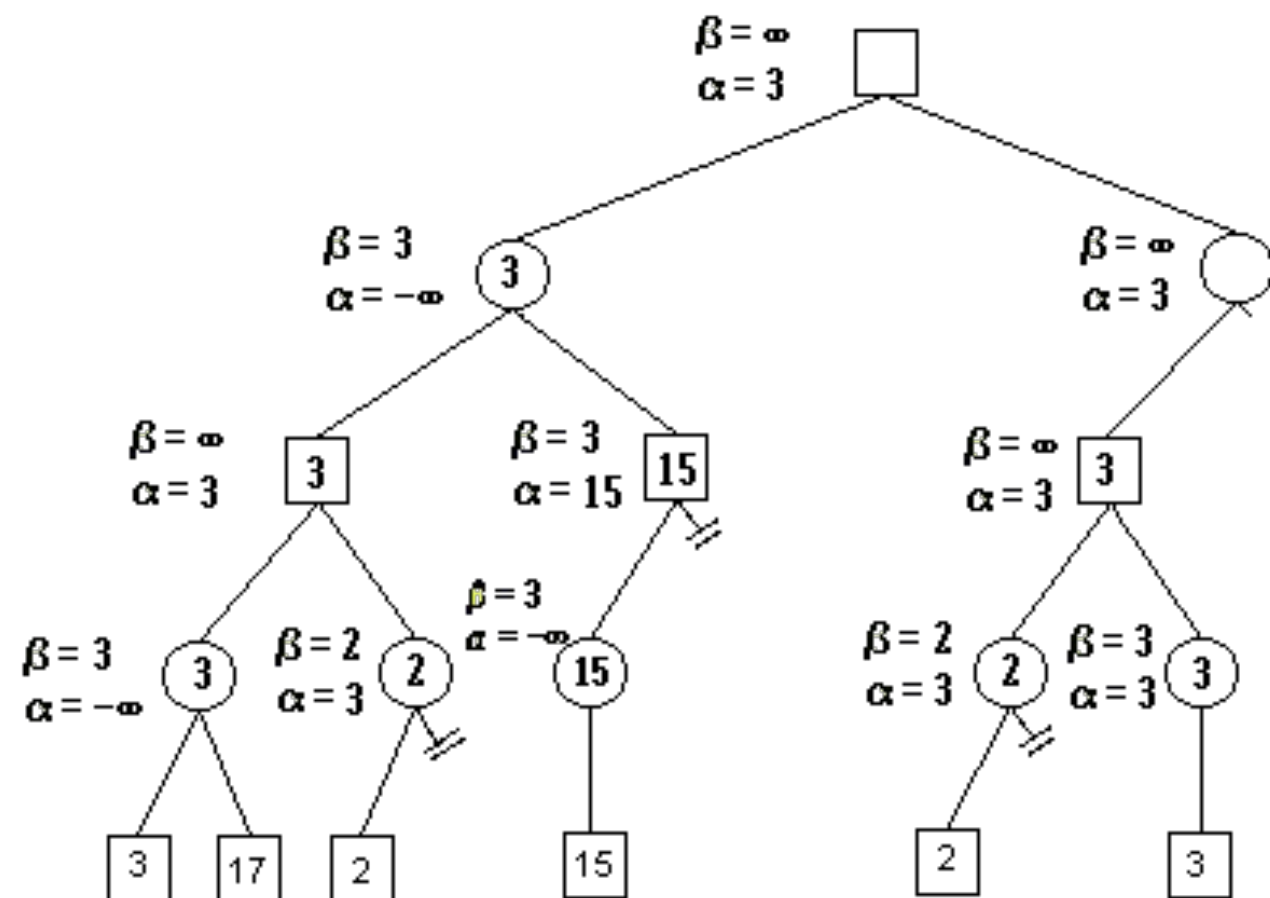 β = ∞
α = 3
β = 3
α = −∞
3
β = ∞
α = 3
β = ∞
α = 3
3
β = 3
α = 15
15
β = ∞
α = 3
3
β = 3
α = −∞
3
β = 2
α = 3
2
β = 3
α = −∞
15
β = 2
α = 3
2
β = 3
α = 3
3
3
17
2
15
2
3